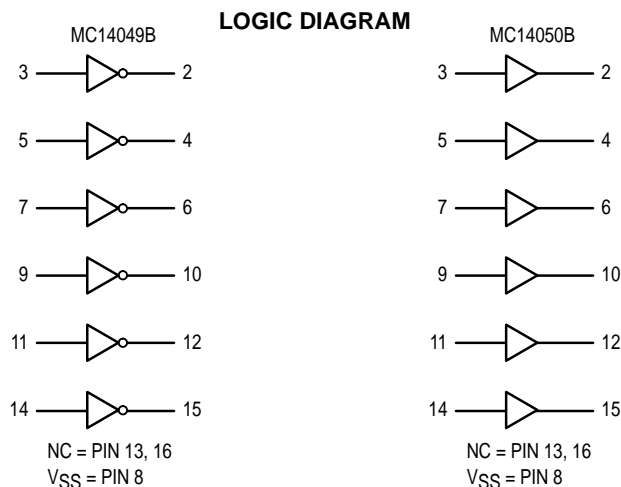 LOGIC DIAGRAM
MC14049B
3 2
5 4
7 6
9 10
11 12
14 15
NC = PIN 13, 16
VSS = PIN 8
MC14050B
3 2
5 4
7 6
9 10
11 12
14 15
NC = PIN 13, 16
VSS = PIN 8